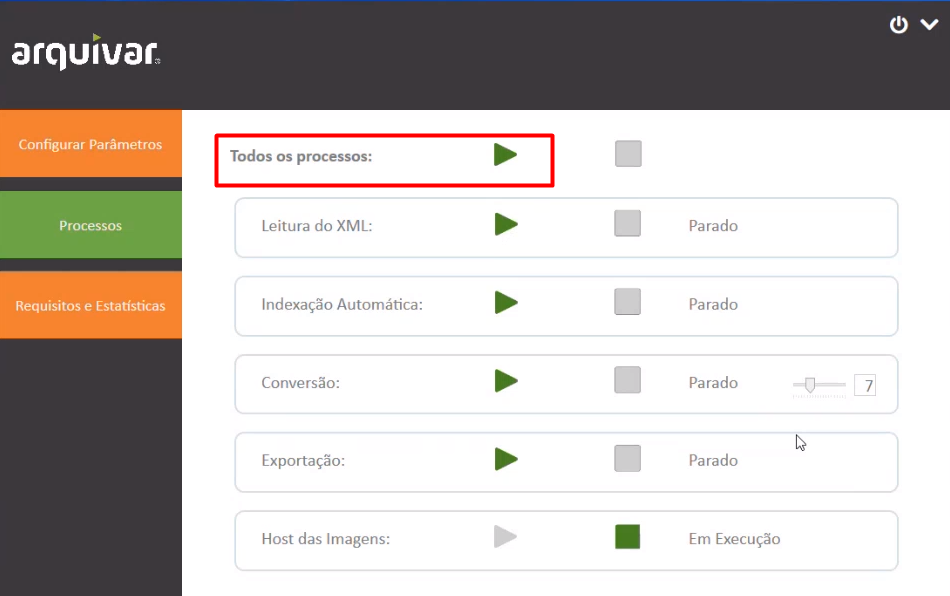 arquivar
Configurar Parâmetros
Processos
Requisitos e Estatísticas
Todos os processos:
Leitura do XML: Parado
Indexação Automática: Parado
Conversão: Parado 7
Exportação: Parado
Host das Imagens: Em Execução